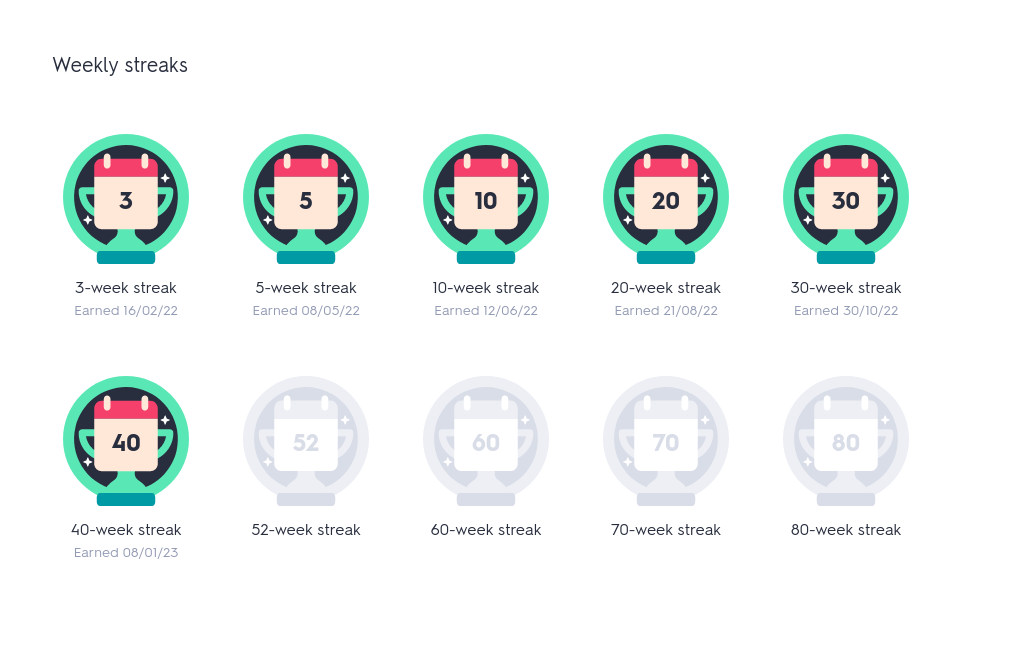 Weekly streaks
3
5
10
20
30
3-week streak
5-week streak
10-week streak
20-week streak
30-week streak
Earned 16/02/22
Earned 08/05/22
Earned 12/06/22
Earned 21/08/22
Earned 30/10/22
40
52
60
70
80
40-week streak
52-week streak
60-week streak
70-week streak
80-week streak
Earned 08/01/23